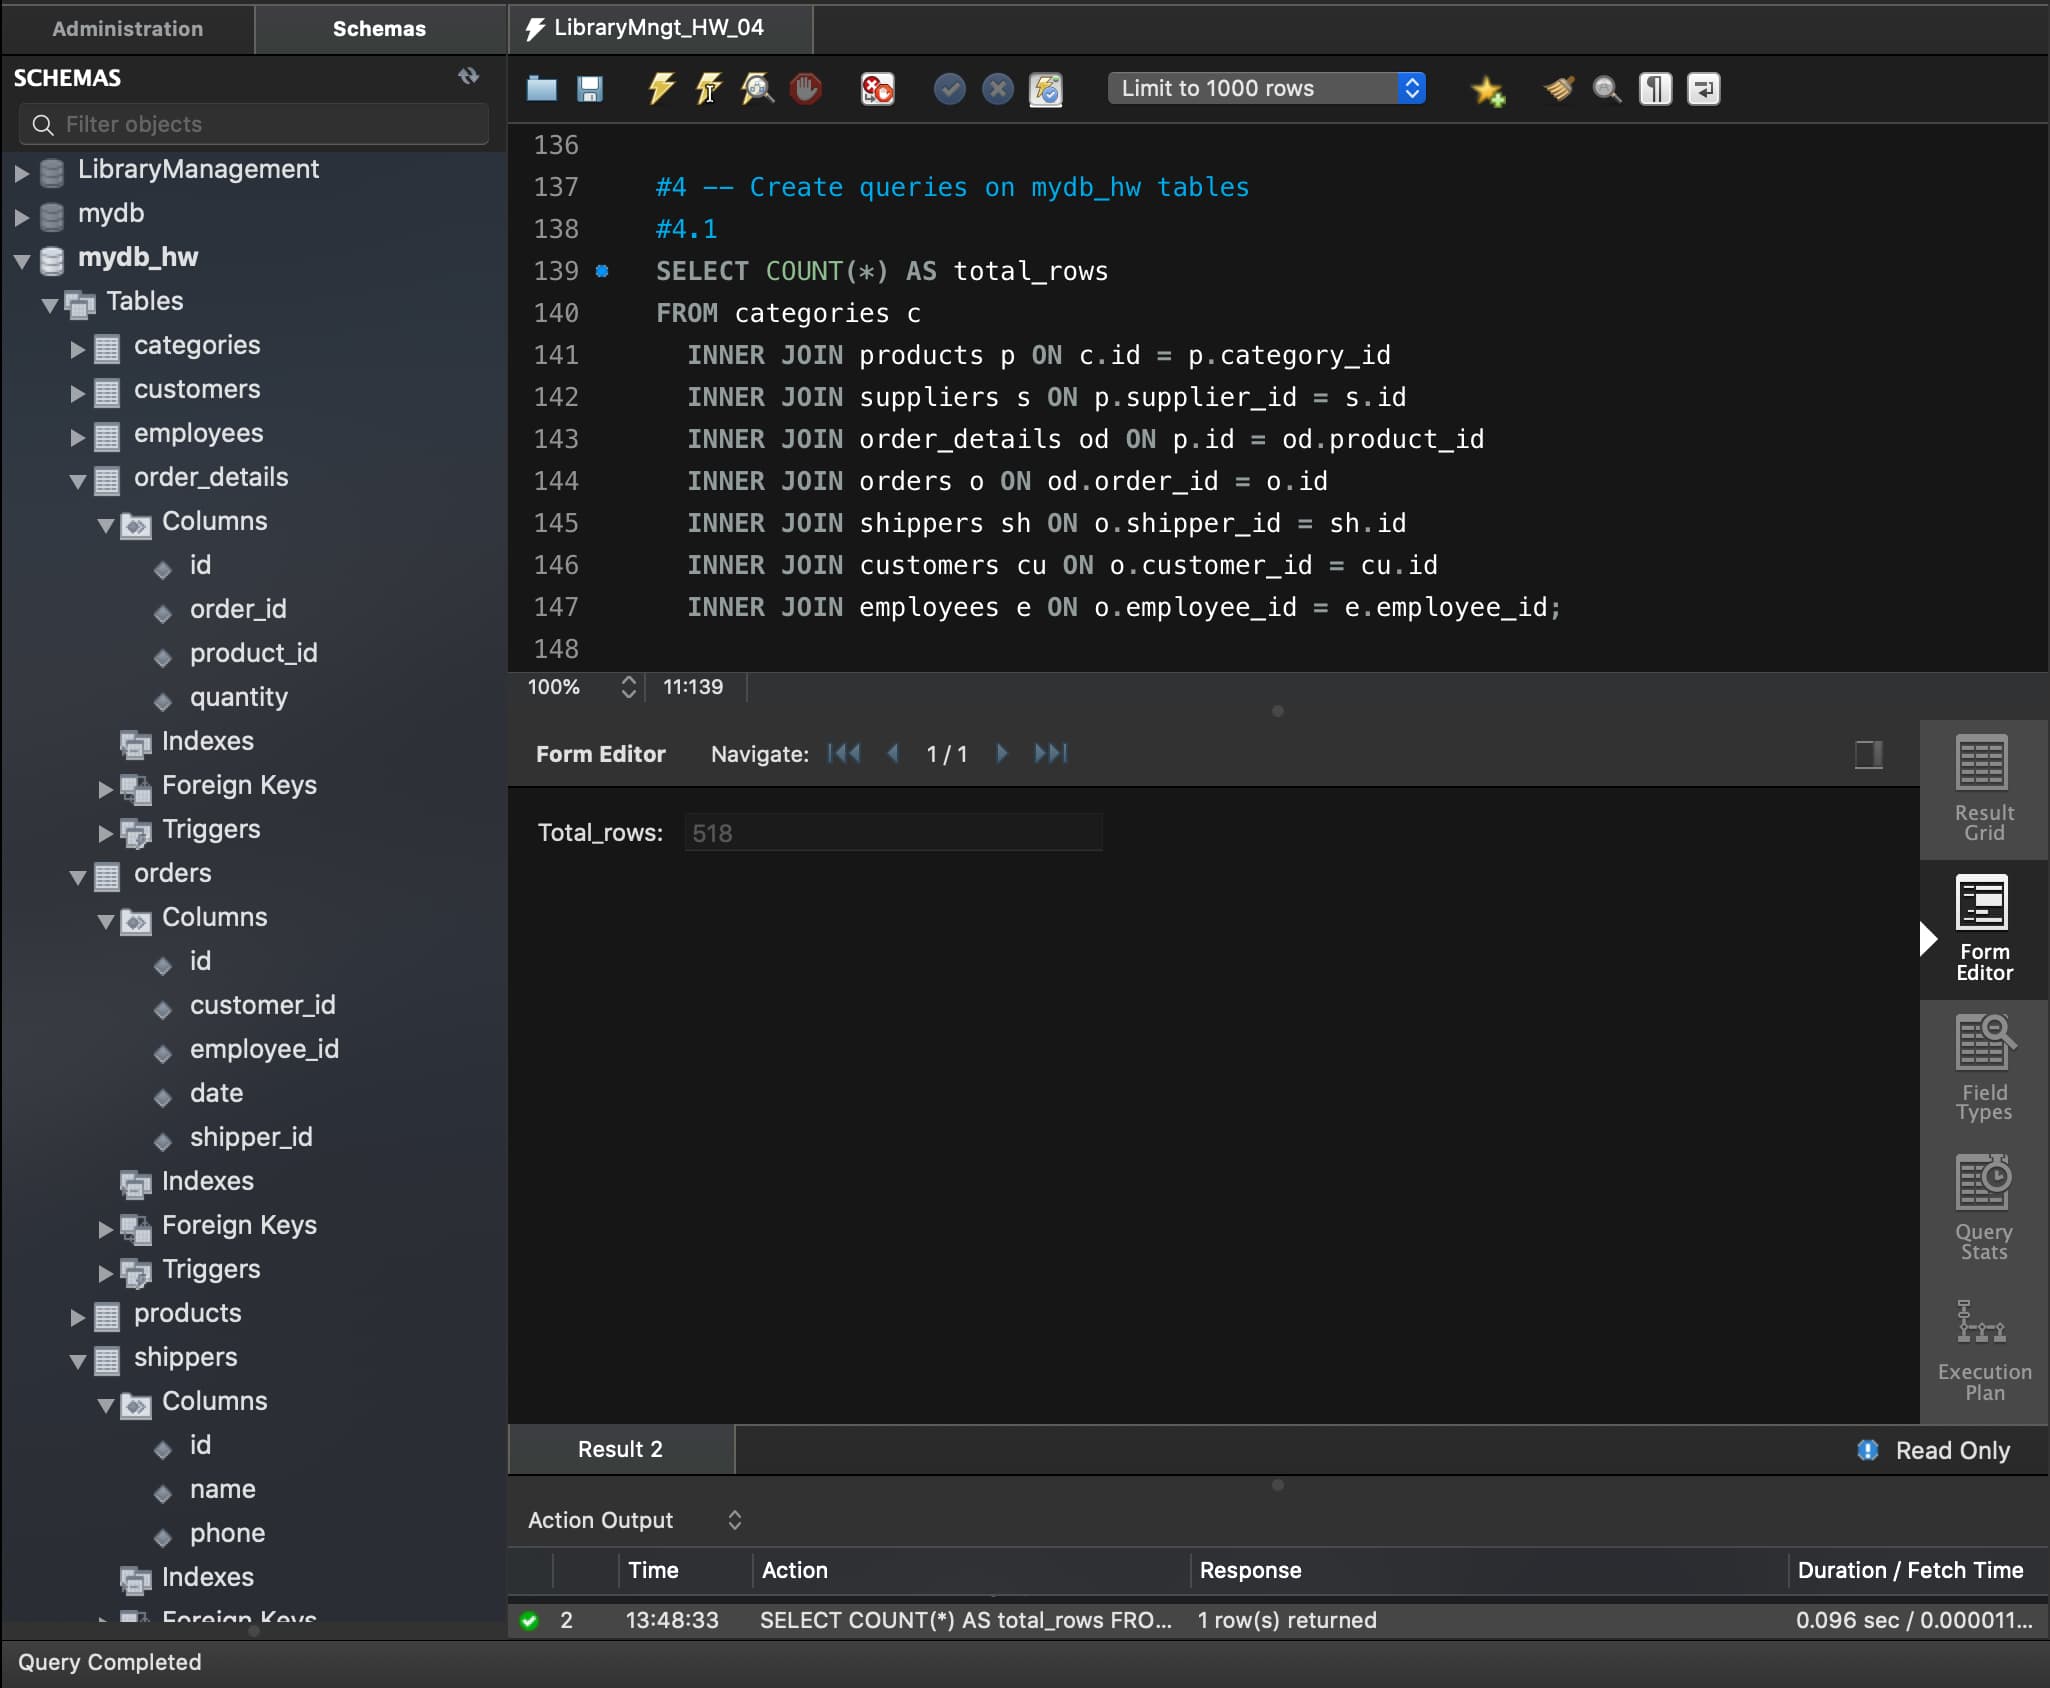 Administration
Schemas
LibraryMngt_HW_04
SCHEMAS
Filter objects
LibraryManagement
mydb
mydb_hw
Tables
categories
customers
employees
order_details
Columns
id
order_id
product_id
quantity
Indexes
Foreign Keys
Triggers
orders
Columns
id
customer_id
employee_id
date
shipper_id
Indexes
Foreign Keys
Triggers
products
shippers
Columns
id
name
phone
Indexes
Foreign Keys
Limit to 1000 rows
136
137 #4 -- Create queries on mydb_hw tables
138 #4.1
139 SELECT COUNT(*) AS total_rows
140 FROM categories c
141 INNER JOIN products p ON c.id = p.category_id
142 INNER JOIN suppliers s ON p.supplier_id = s.id
143 INNER JOIN order_details od ON p.id = od.product_id
144 INNER JOIN orders o ON od.order_id = o.id
145 INNER JOIN shippers sh ON o.shipper_id = sh.id
146 INNER JOIN customers cu ON o.customer_id = cu.id
147 INNER JOIN employees e ON o.employee_id = e.employee_id;
148
100% 11:139
Form Editor Navigate: 1 / 1
Total_rows: 518
Result
Grid
Form
Editor
Field
Types
Query
Stats
Execution
Plan
Result 2
Read Only
Action Output
Time Action Response Duration / Fetch Time
2 13:48:33 SELECT COUNT(*) AS total_rows FRO... 1 row(s) returned 0.096 sec / 0.000011...
Query Completed